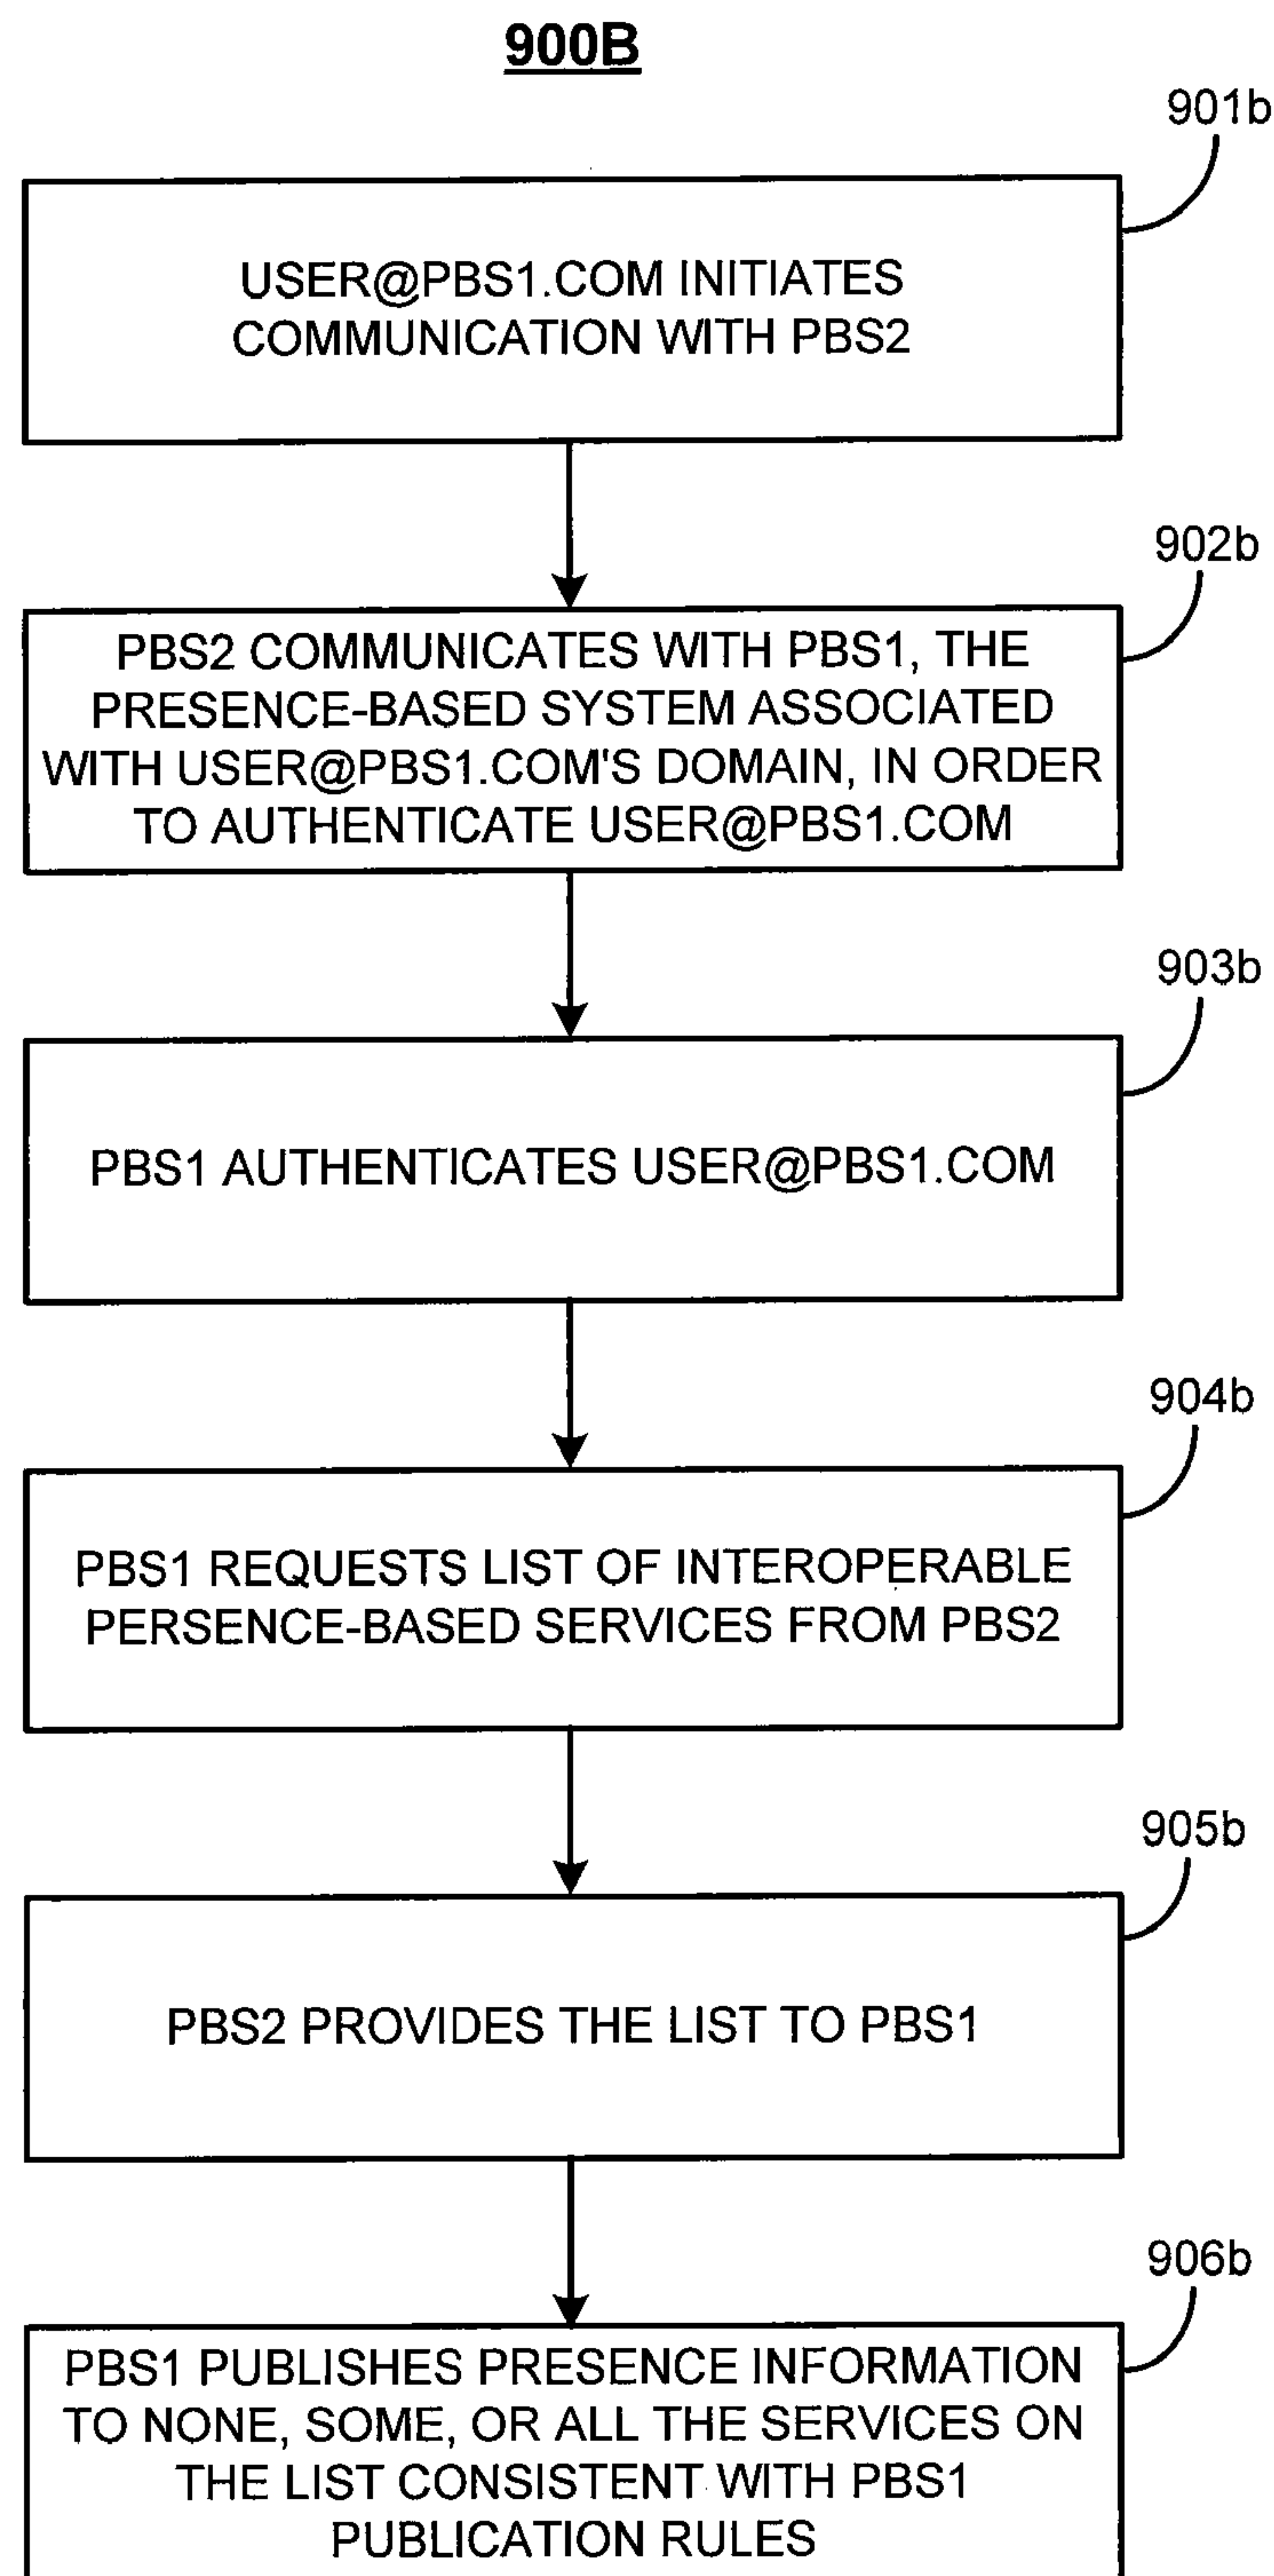 900B
901b
USER@PBS1.COM INITIATES
COMMUNICATION WITH PBS2
902b
PBS2 COMMUNICATES WITH PBS1, THE
PRESENCE-BASED SYSTEM ASSOCIATED
WITH USER@PBS1.COM'S DOMAIN, IN ORDER
TO AUTHENTICATE USER@PBS1.COM
903b
PBS1 AUTHENTICATES USER@PBS1.COM
904b
PBS1 REQUESTS LIST OF INTEROPERABLE
PERSENCE-BASED SERVICES FROM PBS2
905b
PBS2 PROVIDES THE LIST TO PBS1
906b
PBS1 PUBLISHES PRESENCE INFORMATION
TO NONE, SOME, OR ALL THE SERVICES ON
THE LIST CONSISTENT WITH PBS1
PUBLICATION RULES